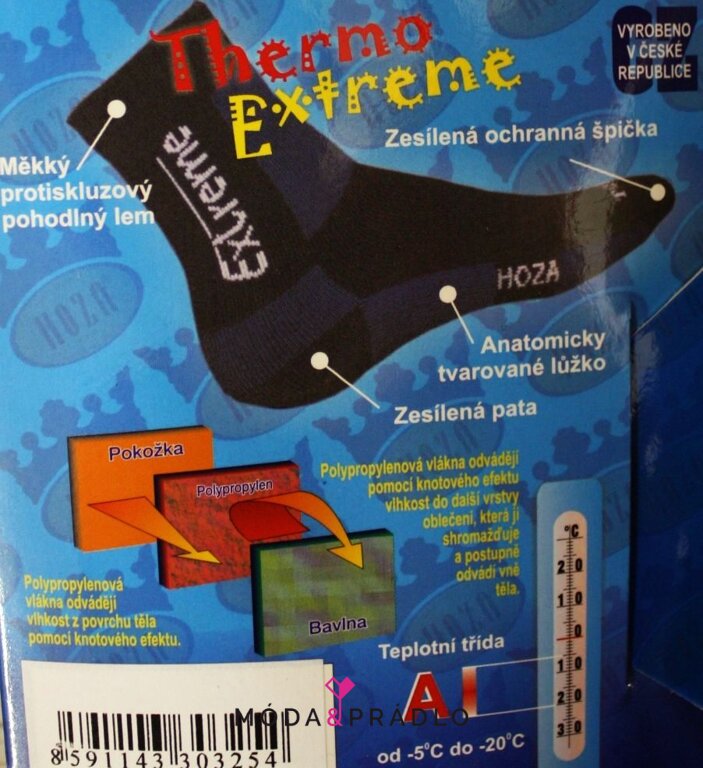 Thermo
Extreme
CZ
VYROBENO
V ČESKÉ
REPUBLICE
Zesílená ochranná špička
Měkký
protiskluzový
pohodlný lem
Extreme
HOZA
HOZA
HOZA
Anatomicky
tvarované lůžko
Zesílená pata
Pokožka
Polypropylen
Bavlna
Polypropylenová vlákna odvádějí
pomocí knotového efektu
vlhkost do další vrstvy
oblečení, která ji
shromažďuje
a postupně
odvádí vně
těla.
Polypropylenová
vlákna odvádějí
vlhkost z povrchu těla
pomocí knotového efektu.
°C
20
10
0
10
20
30
Teplotní třída
A
MÓDA&PRÁDLO
od -5°C do -20°C
8 591143 303254